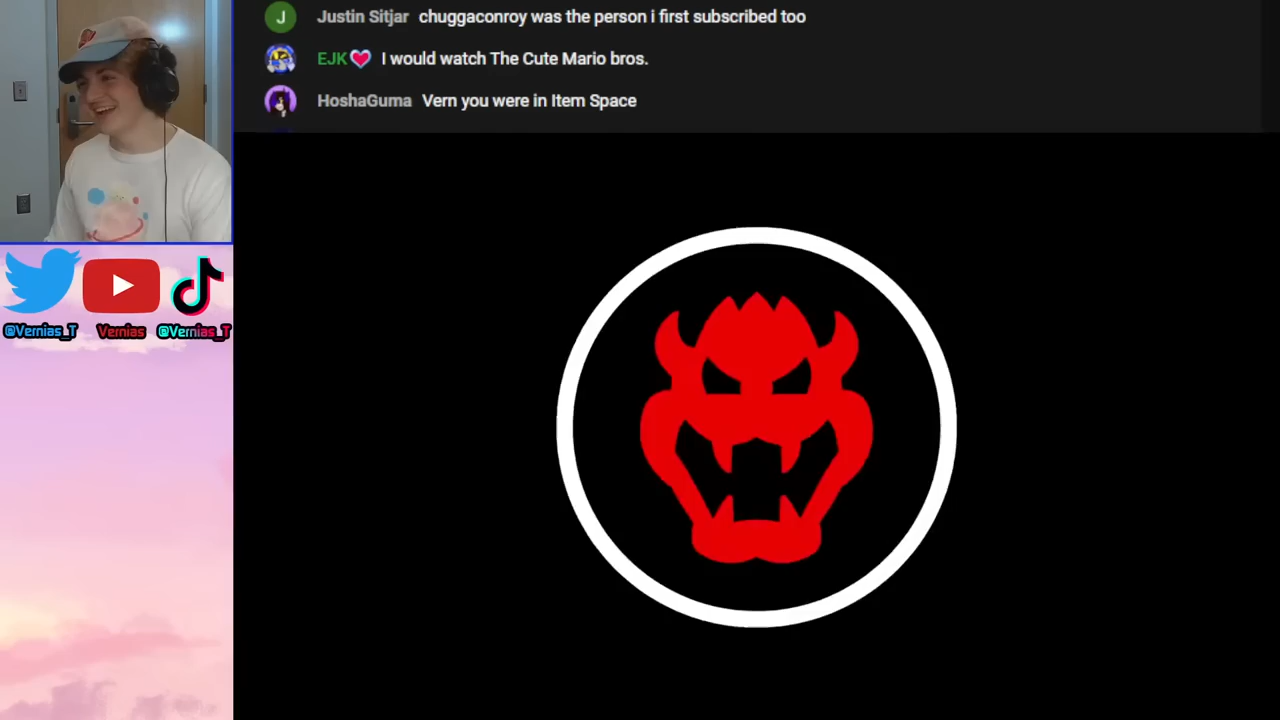 J Justin Sitjar chuggaconroy was the person i first subscribed too
EJK I would watch The Cute Mario bros.
HoshaGuma Vern you were in Item Space
@Vernias_T Vernias @Vernias_T